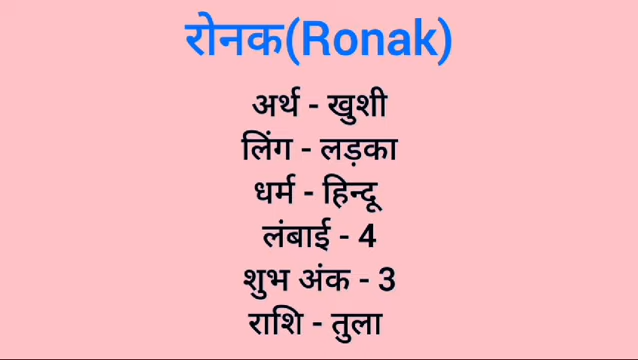 रोनक(Ronak)
अर्थ - खुशी
लिंग - लड़का
धर्म - हिन्दू
लंबाई - 4
शुभ अंक - 3
राशि - तुला